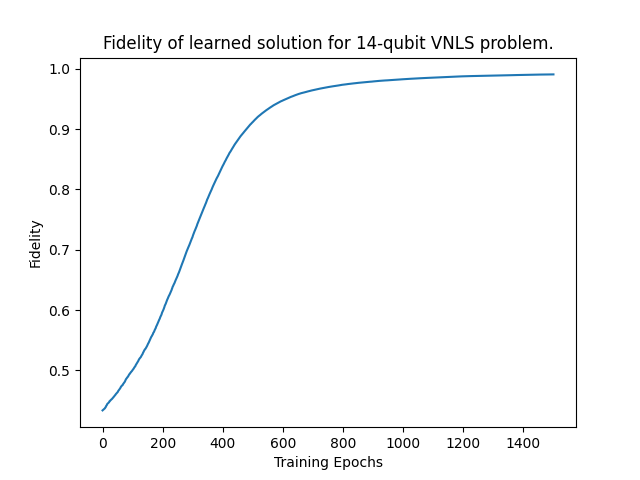 Fidelity of learned solution for 14-qubit VNLS problem.
1.0
0.9
0.8
0.7
0.6
0.5
Fidelity
0 200 400 600 800 1000 1200 1400
Training Epochs